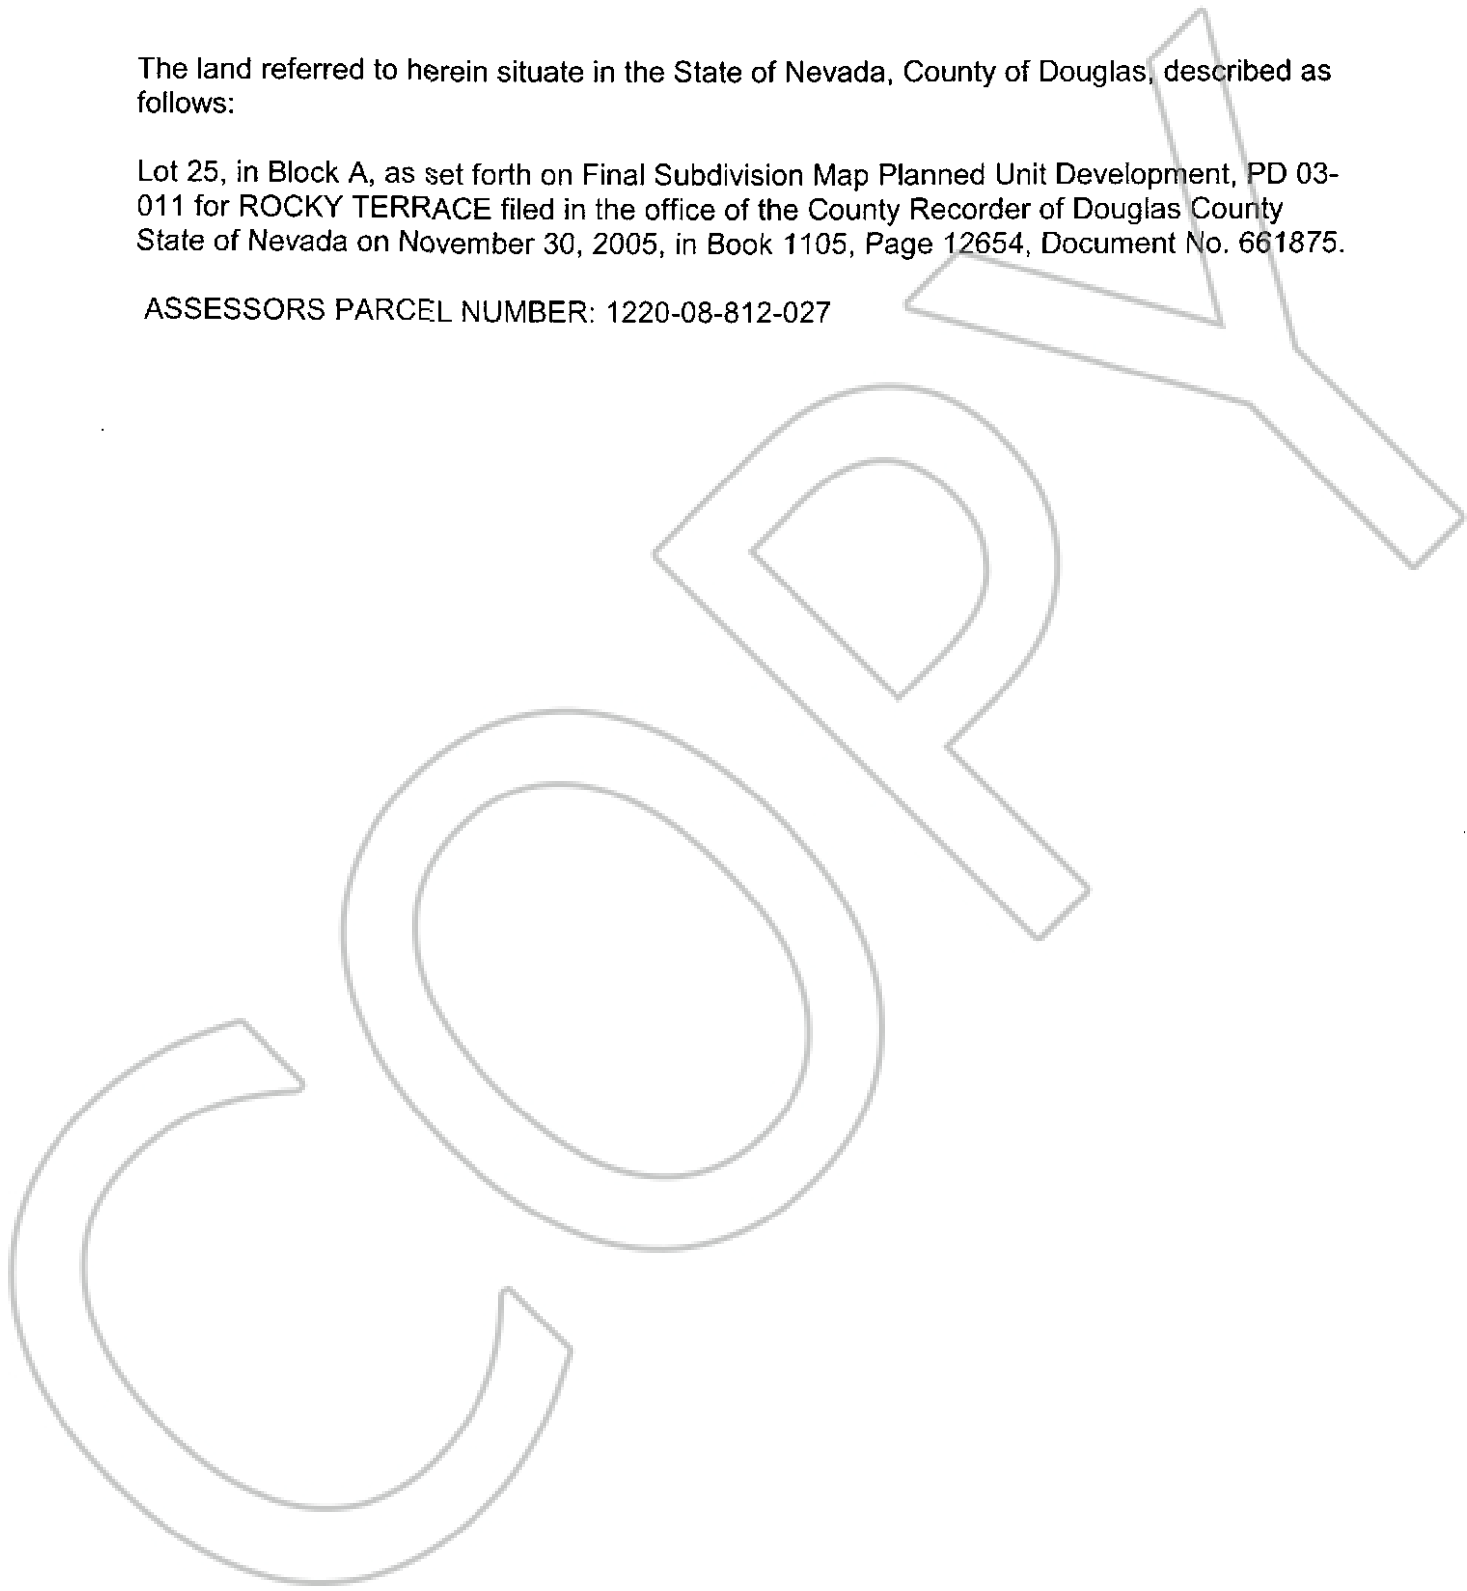 The land referred to herein situate in the State of Nevada, County of Douglas, described as
follows:
Lot 25, in Block A, as set forth on Final Subdivision Map Planned Unit Development, PD 03-
011 for ROCKY TERRACE filed in the office of the County Recorder of Douglas County
State of Nevada on November 30, 2005, in Book 1105, Page 12654, Document No. 661875.
ASSESSORS PARCEL NUMBER: 1220-08-812-027
COPY